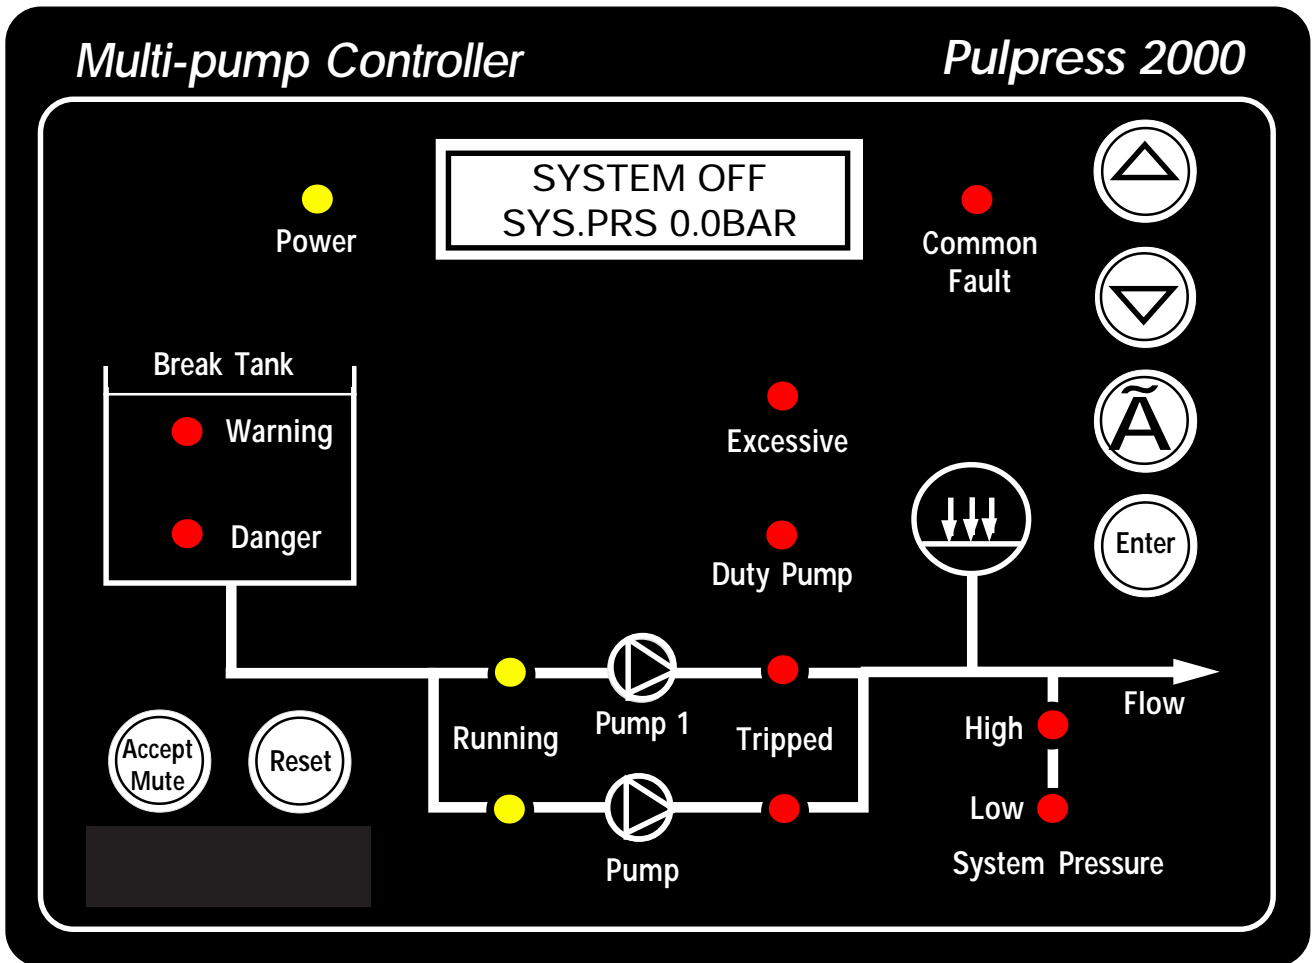 Multi-pump Controller
Pulpress 2000
SYSTEM OFF
SYS.PRS 0.0BAR
Power
Common
Fault
Break Tank
Warning
Danger
Excessive
Duty Pump
Ã
Enter
Accept
Mute
Reset
Running
Pump 1
Tripped
Pump
Flow
High
Low
System Pressure